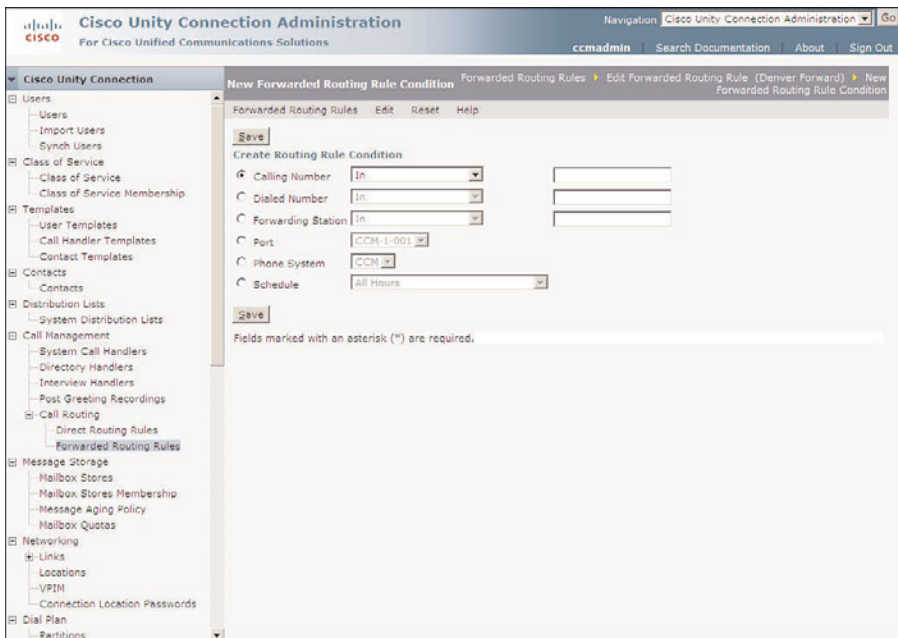 cisco
Cisco Unity Connection Administration
For Cisco Unified Communications Solutions
Navigation Cisco Unity Connection Administration Go
ccmadmin Search Documentation About Sign Out
Cisco Unity Connection
Users
Users
Import Users
Synch Users
Class of Service
Class of Service
Class of Service Membership
Templates
User Templates
Call Handler Templates
Contact Templates
Contacts
Contacts
Distribution Lists
System Distribution Lists
Call Management
System Call Handlers
Directory Handlers
Interview Handlers
Post Greeting Recordings
Call Routing
Direct Routing Rules
Forwarded Routing Rules
Message Storage
Mailbox Stores
Mailbox Stores Membership
Message Aging Policy
Mailbox Quotas
Networking
Links
Locations
VPIM
Connection Location Passwords
Dial Plan
Partitions
New Forwarded Routing Rule Condition
Forwarded Routing Rules Edit Forwarded Routing Rule (Denver Forward) New
Forwarded Routing Rule Condition
Forwarded Routing Rules Edit Reset Help
Save
Create Routing Rule Condition
Calling Number In
Dialed Number In
Forwarding Station In
Port CCM-1-001
Phone System CCM
Schedule All Hours
Save
Fields marked with an asterisk (*) are required.